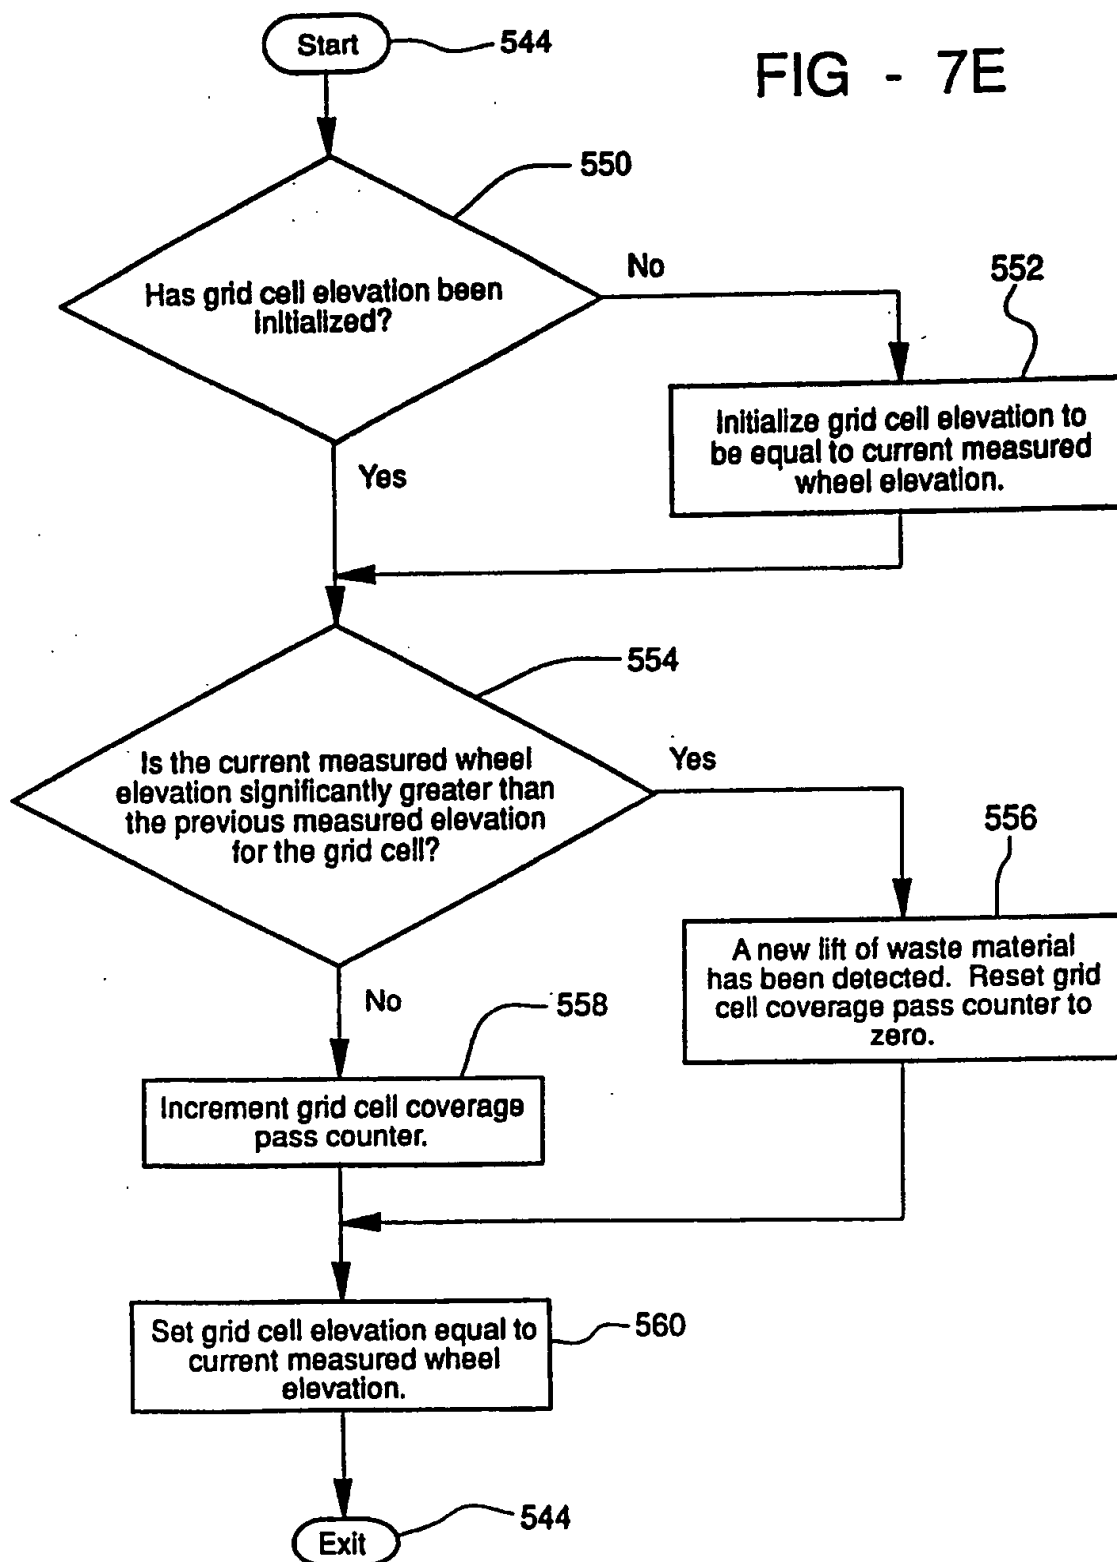 Start
544
FIG - 7E
550
Has grid cell elevation been
initialized?
No
552
Initialize grid cell elevation to
be equal to current measured
wheel elevation.
Yes
554
Is the current measured wheel
elevation significantly greater than
the previous measured elevation
for the grid cell?
Yes
556
A new lift of waste material
has been detected. Reset grid
cell coverage pass counter to
zero.
No
558
Increment grid cell coverage
pass counter.
Set grid cell elevation equal to
current measured wheel
elevation.
560
Exit
544